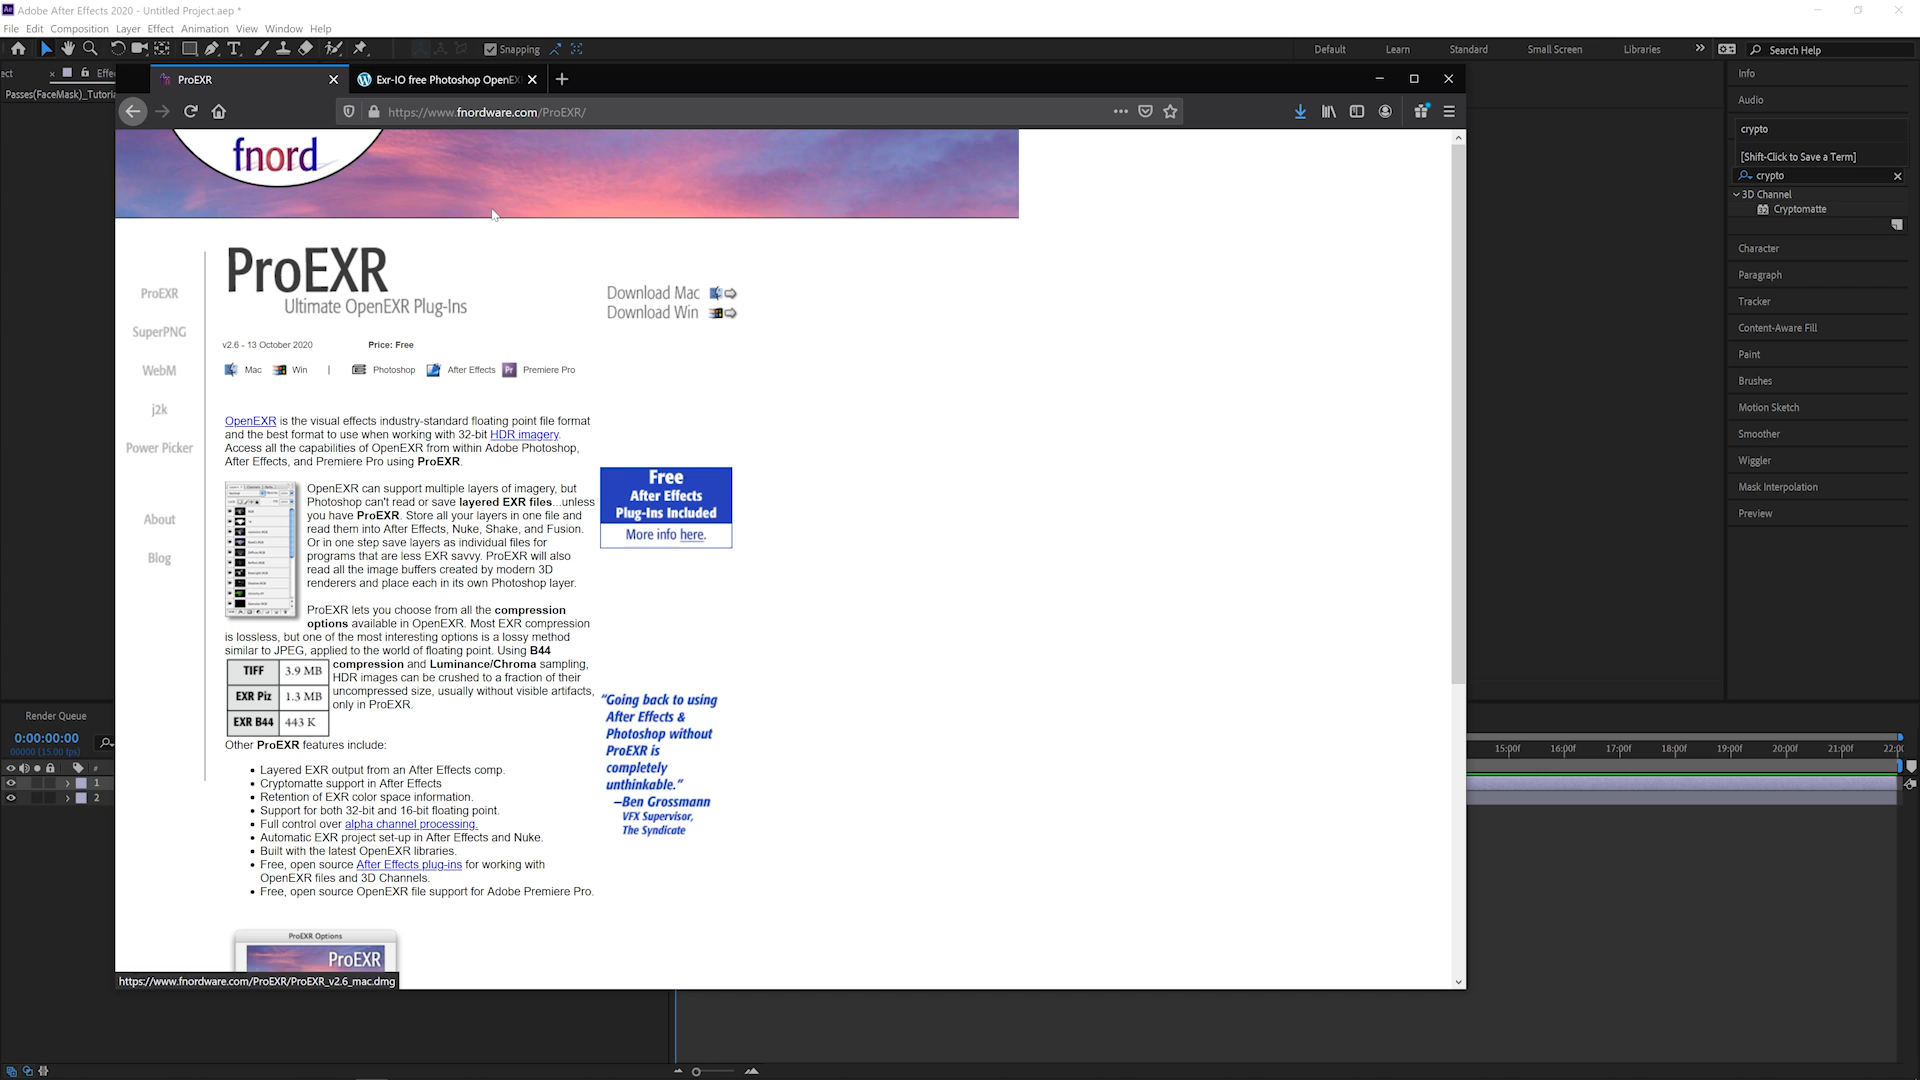 Adobe After Effects 2020 - Untitled Project.aep *
File Edit Composition Layer Effect Animation View Window Help
Snapping
Default Learn Standard Small Screen Libraries
Search Help
ect
Effe
Passes(FaceMask)_Tutoria
ProEXR
Exr-IO free Photoshop OpenEX
https://www.fnordware.com/ProEXR/
fnord
ProEXR
Ultimate OpenEXR Plug-Ins
Download Mac
Download Win
ProEXR
SuperPNG
WebM
j2k
Power Picker
About
Blog
v2.6 - 13 October 2020 Price: Free
Mac Win | Photoshop After Effects Premiere Pro
OpenEXR is the visual effects industry-standard floating point file format
and the best format to use when working with 32-bit HDR imagery.
Access all the capabilities of OpenEXR from within Adobe Photoshop,
After Effects, and Premiere Pro using ProEXR.
OpenEXR can support multiple layers of imagery, but
Photoshop can't read or save layered EXR files...unless
you have ProEXR. Store all your layers in one file and
read them into After Effects, Nuke, Shake, and Fusion.
Or in one step save layers as individual files for
programs that are less EXR savvy. ProEXR will also
read all the image buffers created by modern 3D
renderers and place each in its own Photoshop layer.
ProEXR lets you choose from all the compression
options available in OpenEXR. Most EXR compression
is lossless, but one of the most interesting options is a lossy method
similar to JPEG, applied to the world of floating point. Using B44
compression and Luminance/Chroma sampling,
HDR images can be crushed to a fraction of their
uncompressed size, usually without visible artifacts,
only in ProEXR.
TIFF 3.9 MB
EXR Piz 1.3 MB
EXR B44 443 K
Other ProEXR features include:
• Layered EXR output from an After Effects comp.
• Cryptomatte support in After Effects
• Retention of EXR color space information.
• Support for both 32-bit and 16-bit floating point.
• Full control over alpha channel processing.
• Automatic EXR project set-up in After Effects and Nuke.
• Built with the latest OpenEXR libraries.
• Free, open source After Effects plug-ins for working with
OpenEXR files and 3D Channels.
• Free, open source OpenEXR file support for Adobe Premiere Pro.
Free
After Effects
Plug-Ins Included
More info here.
“Going back to using
After Effects &
Photoshop without
ProEXR is
completely
unthinkable.”
—Ben Grossmann
VFX Supervisor,
The Syndicate
ProEXR Options
ProEXR
https://www.fnordware.com/ProEXR/ProEXR_v2.6_mac.dmg
Info
Audio
crypto
[Shift-Click to Save a Term]
crypto
3D Channel
32 Cryptomatte
Character
Paragraph
Tracker
Content-Aware Fill
Paint
Brushes
Motion Sketch
Smoother
Wiggler
Mask Interpolation
Preview
Render Queue
0:00:00:00
00000 (15.00 fps)
#
1
2
15:00f 16:00f 17:00f 18:00f 19:00f 20:00f 21:00f 22:00